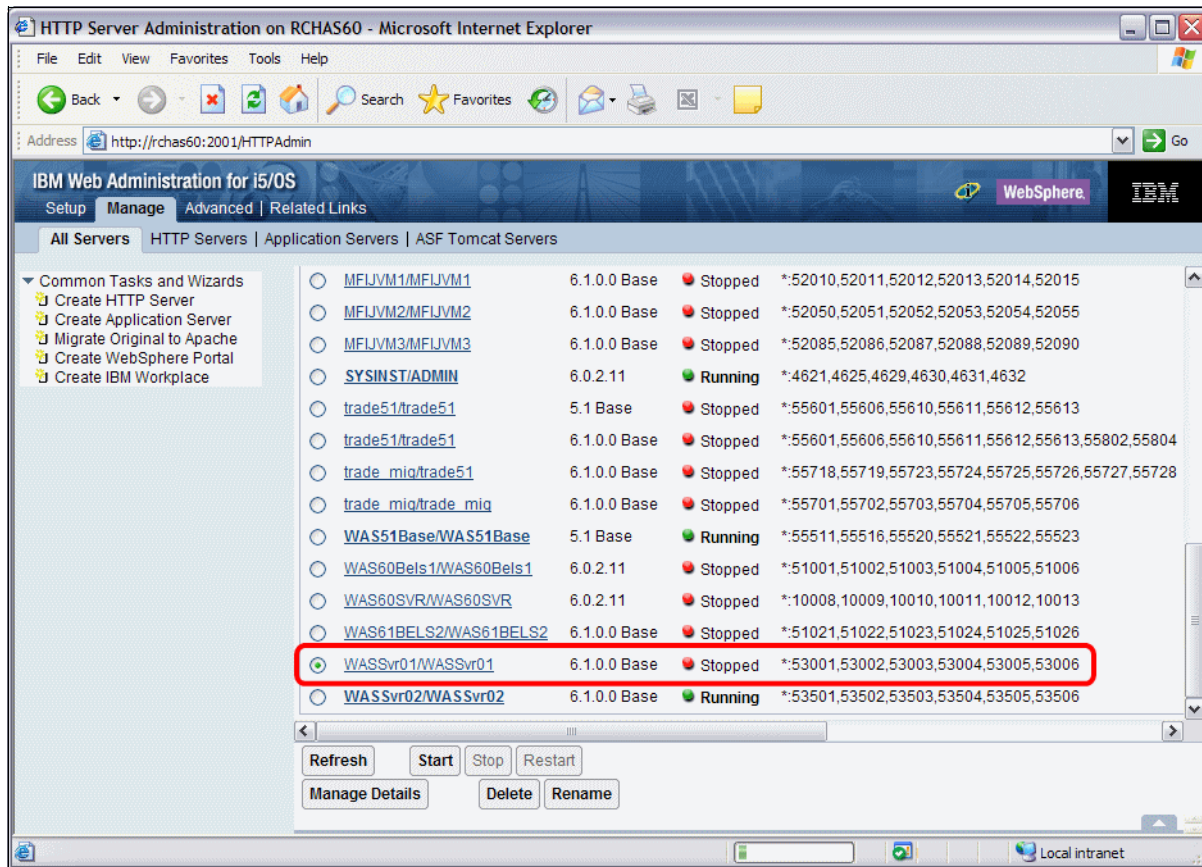 HTTP Server Administration on RCHAS60 - Microsoft Internet Explorer
File Edit View Favorites Tools Help
Back Search Favorites
Address http://rchas60:2001/HTTPAdmin Go
IBM Web Administration for i5/OS
WebSphere. IBM
Setup Manage Advanced | Related Links
All Servers HTTP Servers | Application Servers | ASF Tomcat Servers
Common Tasks and Wizards
Create HTTP Server
Create Application Server
Migrate Original to Apache
Create WebSphere Portal
Create IBM Workplace
MFIJVM1/MFIJVM1 6.1.0.0 Base Stopped *:52010,52011,52012,52013,52014,52015
MFIJVM2/MFIJVM2 6.1.0.0 Base Stopped *:52050,52051,52052,52053,52054,52055
MFIJVM3/MFIJVM3 6.1.0.0 Base Stopped *:52085,52086,52087,52088,52089,52090
SYSINST/ADMIN 6.0.2.11 Running *:4621,4625,4629,4630,4631,4632
trade51/trade51 5.1 Base Stopped *:55601,55606,55610,55611,55612,55613
trade51/trade51 6.1.0.0 Base Stopped *:55601,55606,55610,55611,55612,55613,55802,55804
trade_mig/trade51 6.1.0.0 Base Stopped *:55718,55719,55723,55724,55725,55726,55727,55728
trade_mig/trade_mig 6.1.0.0 Base Stopped *:55701,55702,55703,55704,55705,55706
WAS51Base/WAS51Base 5.1 Base Running *:55511,55516,55520,55521,55522,55523
WAS60Bels1/WAS60Bels1 6.0.2.11 Stopped *:51001,51002,51003,51004,51005,51006
WAS60SVR/WAS60SVR 6.0.2.11 Stopped *:10008,10009,10010,10011,10012,10013
WAS61BELS2/WAS61BELS2 6.1.0.0 Base Stopped *:51021,51022,51023,51024,51025,51026
WASSvr01/WASSvr01 6.1.0.0 Base Stopped *:53001,53002,53003,53004,53005,53006
WASSvr02/WASSvr02 6.1.0.0 Base Running *:53501,53502,53503,53504,53505,53506
Refresh Start Stop Restart
Manage Details Delete Rename
Local intranet